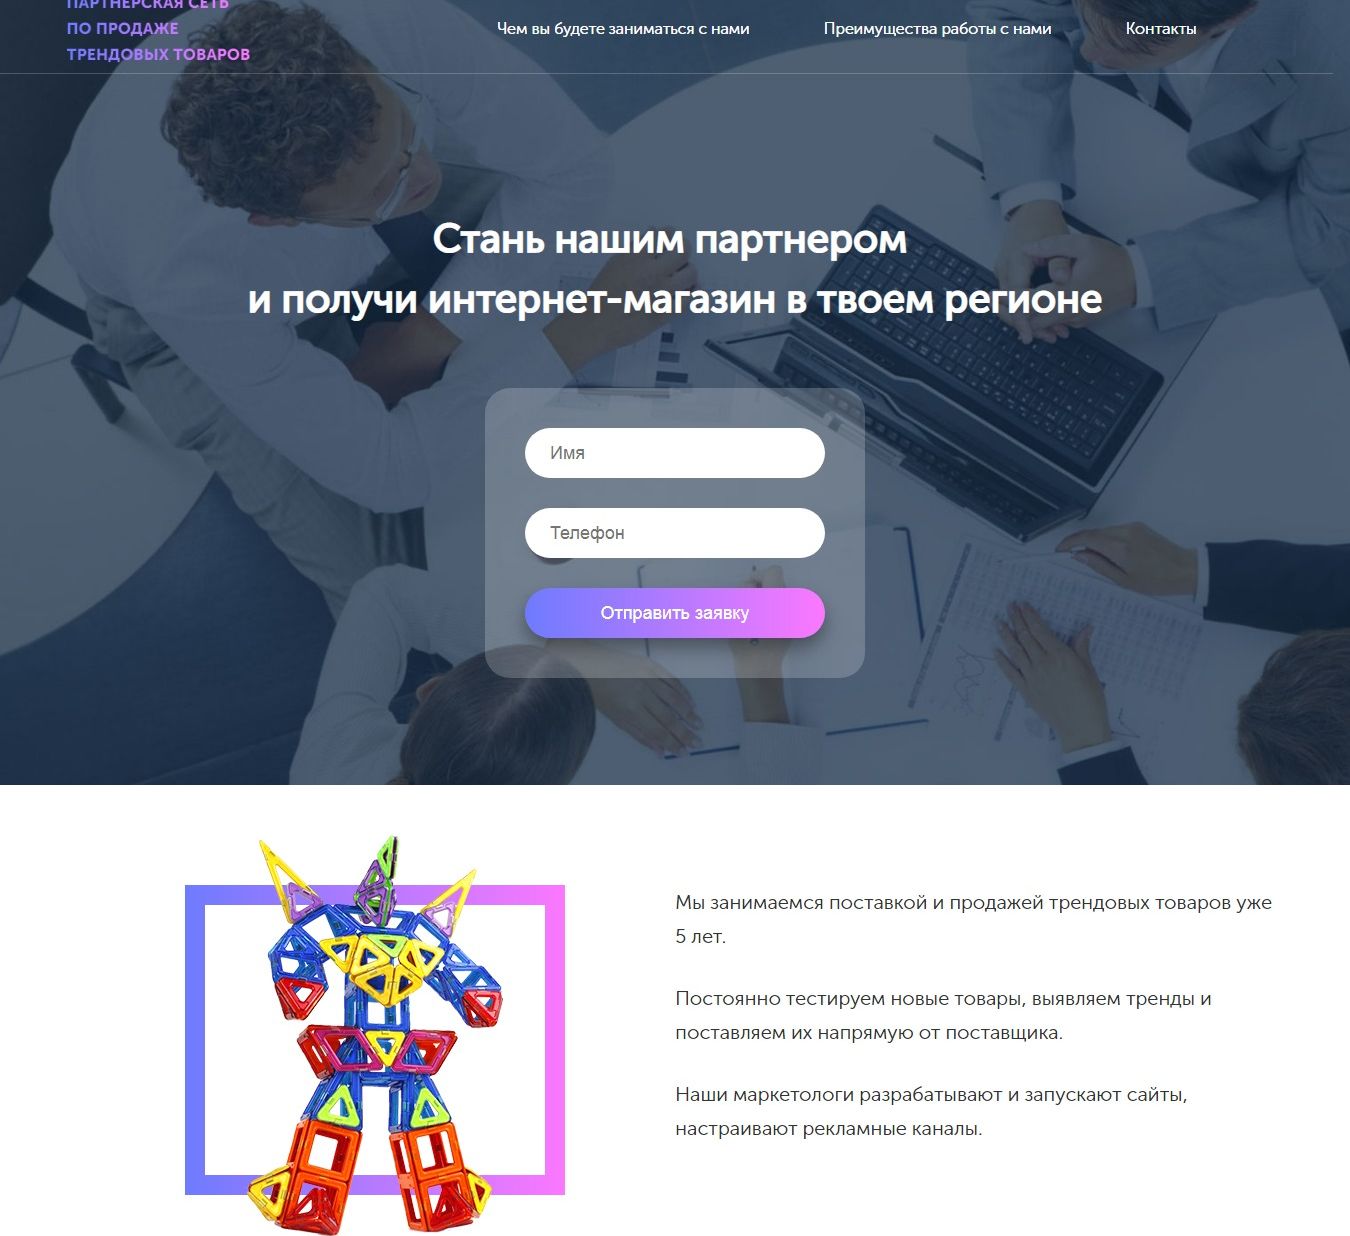 ПАРТНЕРСКАЯ СЕТЬ
ПО ПРОДАЖЕ
ТРЕНДОВЫХ ТОВАРОВ
Чем вы будете заниматься с нами
Преимущества работы с нами
Контакты
Стань нашим партнером
и получи интернет-магазин в твоем регионе
Имя
Телефон
Отправить заявку
Мы занимаемся поставкой и продажей трендовых товаров уже
5 лет.
Постоянно тестируем новые товары, выявляем тренды и
поставляем их напрямую от поставщика.
Наши маркетологи разрабатывают и запускают сайты,
настраивают рекламные каналы.